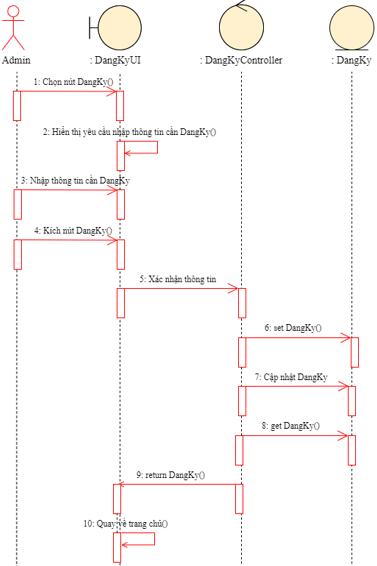 Admin
: DangKyUI
: DangKyController
: DangKy
1: Chọn nút DangKy()
2: Hiển thị yêu cầu nhập thông tin cần DangKy()
3: Nhập thông tin cần DangKy
4: Kích nút DangKy()
5: Xác nhận thông tin
6: set DangKy()
7: Cập nhật DangKy
8: get DangKy()
9: return DangKy()
10: Quay về trang chủ()